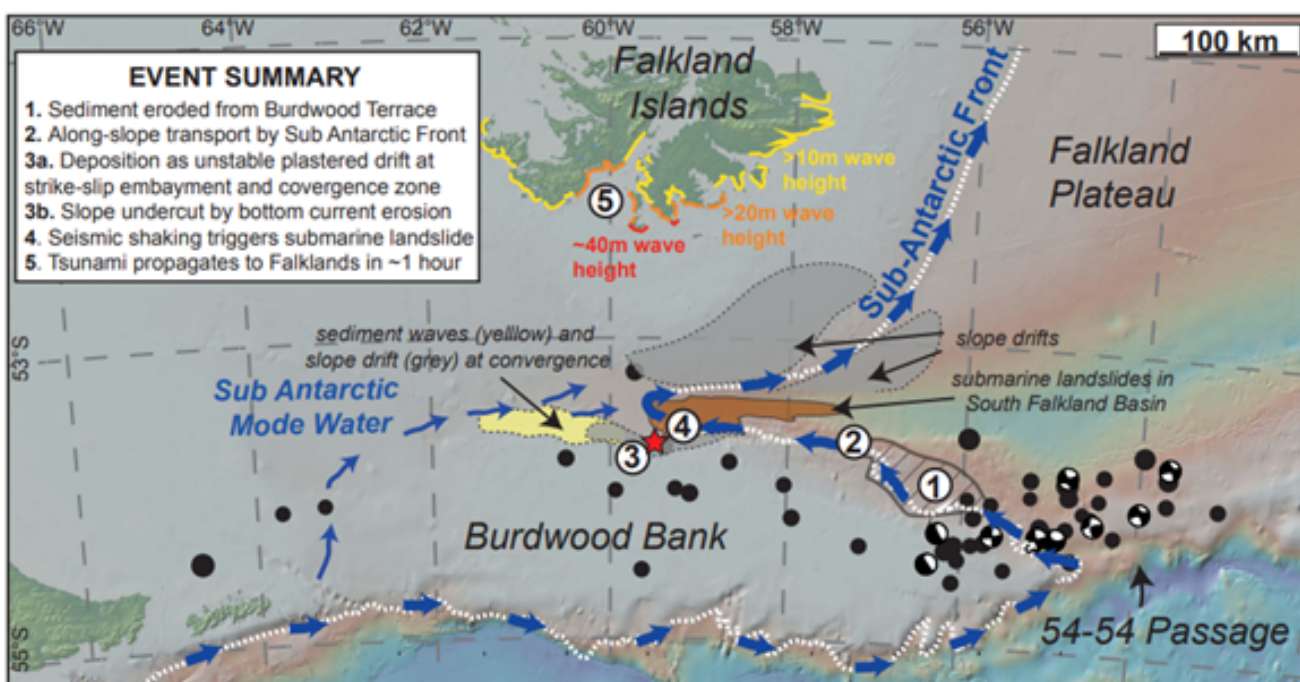 66°W
64°W
60°W
58°W
56°W
100 km
EVENT SUMMARY
1. Sediment eroded from Burdwood Terrace
2. Along-slope transport by Sub Antarctic Front
3a. Deposition as unstable plastered drift at
strike-slip embayment and covergence zone
3b. Slope undercut by bottom current erosion
4. Seismic shaking triggers submarine landslide
5. Tsunami propagates to Falklands in ~1 hour
Falkland
Islands
Sub-Antarctic Front
Falkland
Plateau
>10m wave
height
5
>20m wave
height
~40m wave
height
53°S
sediment waves (yelllow) and
slope drift (grey) at convergence
slope drifts
Sub Antarctic
Mode Water
submarine landslides in
South Falkland Basin
4
2
3
1
Burdwood Bank
54-54 Passage
55°S
64°W
62°W
60°W
58°W
56°W